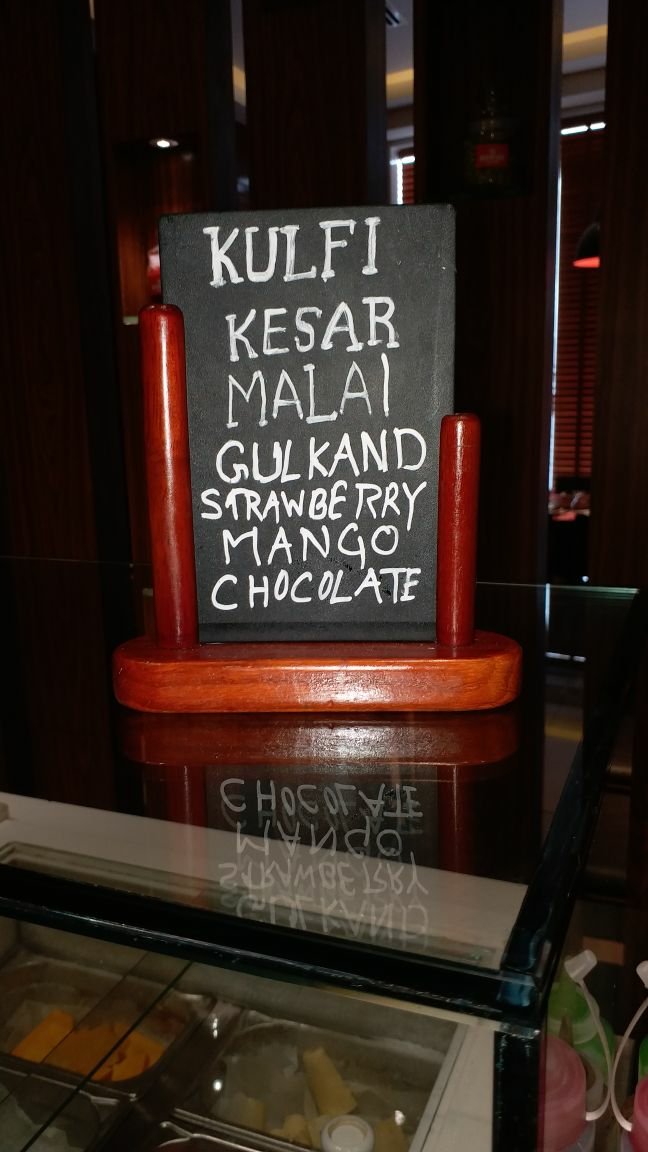 KULFI
KESAR
MALAI
GULKAND
STRAWBERRY
MANGO
CHOCOLATE